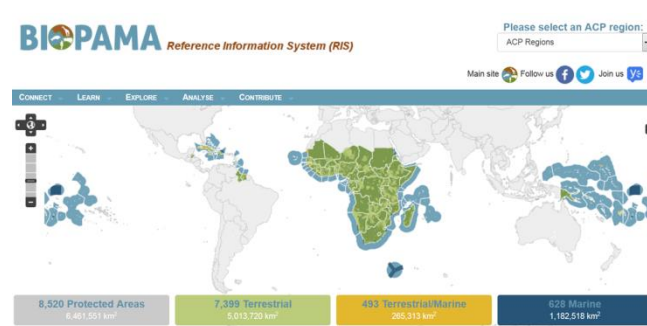 BIOPAMA Reference Information System (RIS)
Please select an ACP region:
ACP Regions
Main site Follow us Join us
CONNECT LEARN EXPLORE ANALYSE CONTRIBUTE
8,520 Protected Areas
6,461,551 km²
7,399 Terrestrial
5,013,720 km²
493 Terrestrial/Marine
265,313 km²
628 Marine
1,182,518 km²